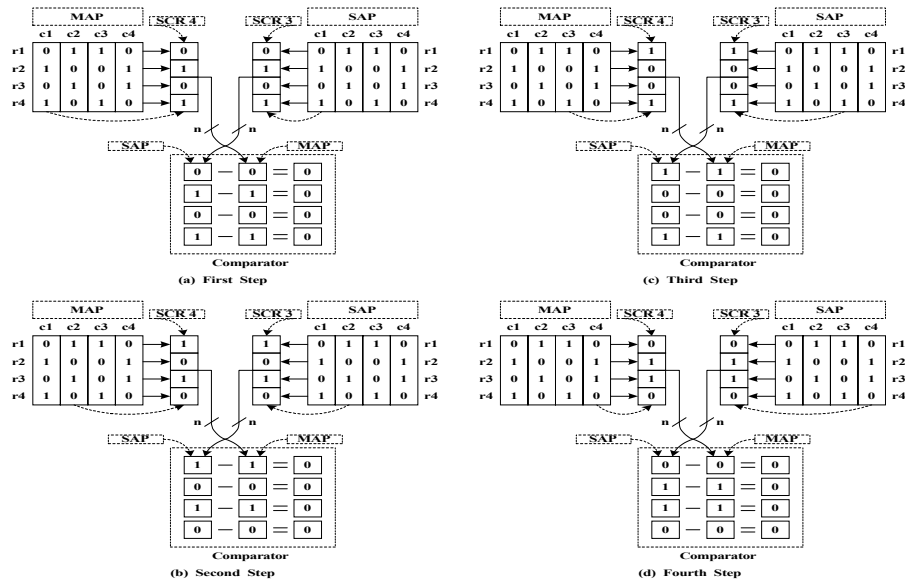 MAP SCR 4 SCR 3 SAP
c1 c2 c3 c4 c1 c2 c3 c4
r1 0 1 1 0 0 0 0 1 1 0 r1
r2 1 0 0 1 1 1 1 0 0 1 r2
r3 0 1 0 1 0 0 0 1 0 1 r3
r4 1 0 1 0 1 1 1 0 1 0 r4
n n
SAP MAP
0 — 0 = 0
1 — 1 = 0
0 — 0 = 0
1 — 1 = 0
Comparator
(a) First Step
MAP SCR 4 SCR 3 SAP
c1 c2 c3 c4 c1 c2 c3 c4
r1 0 1 1 0 1 1 0 1 1 0 r1
r2 1 0 0 1 0 0 1 0 0 1 r2
r3 0 1 0 1 1 1 0 1 0 1 r3
r4 1 0 1 0 0 0 1 0 1 0 r4
n n
SAP MAP
1 — 1 = 0
0 — 0 = 0
1 — 1 = 0
0 — 0 = 0
Comparator
(b) Second Step
MAP SCR 4 SCR 3 SAP
c1 c2 c3 c4 c1 c2 c3 c4
r1 0 1 1 0 1 1 0 1 1 0 r1
r2 1 0 0 1 0 0 1 0 0 1 r2
r3 0 1 0 1 0 0 0 1 0 1 r3
r4 1 0 1 0 1 1 1 0 1 0 r4
n n
SAP MAP
1 — 1 = 0
0 — 0 = 0
0 — 0 = 0
1 — 1 = 0
Comparator
(c) Third Step
MAP SCR 4 SCR 3 SAP
c1 c2 c3 c4 c1 c2 c3 c4
r1 0 1 1 0 0 0 0 1 1 0 r1
r2 1 0 0 1 1 1 1 0 0 1 r2
r3 0 1 0 1 1 1 0 1 0 1 r3
r4 1 0 1 0 0 0 1 0 1 0 r4
n n
SAP MAP
0 — 0 = 0
1 — 1 = 0
1 — 1 = 0
0 — 0 = 0
Comparator
(d) Fourth Step